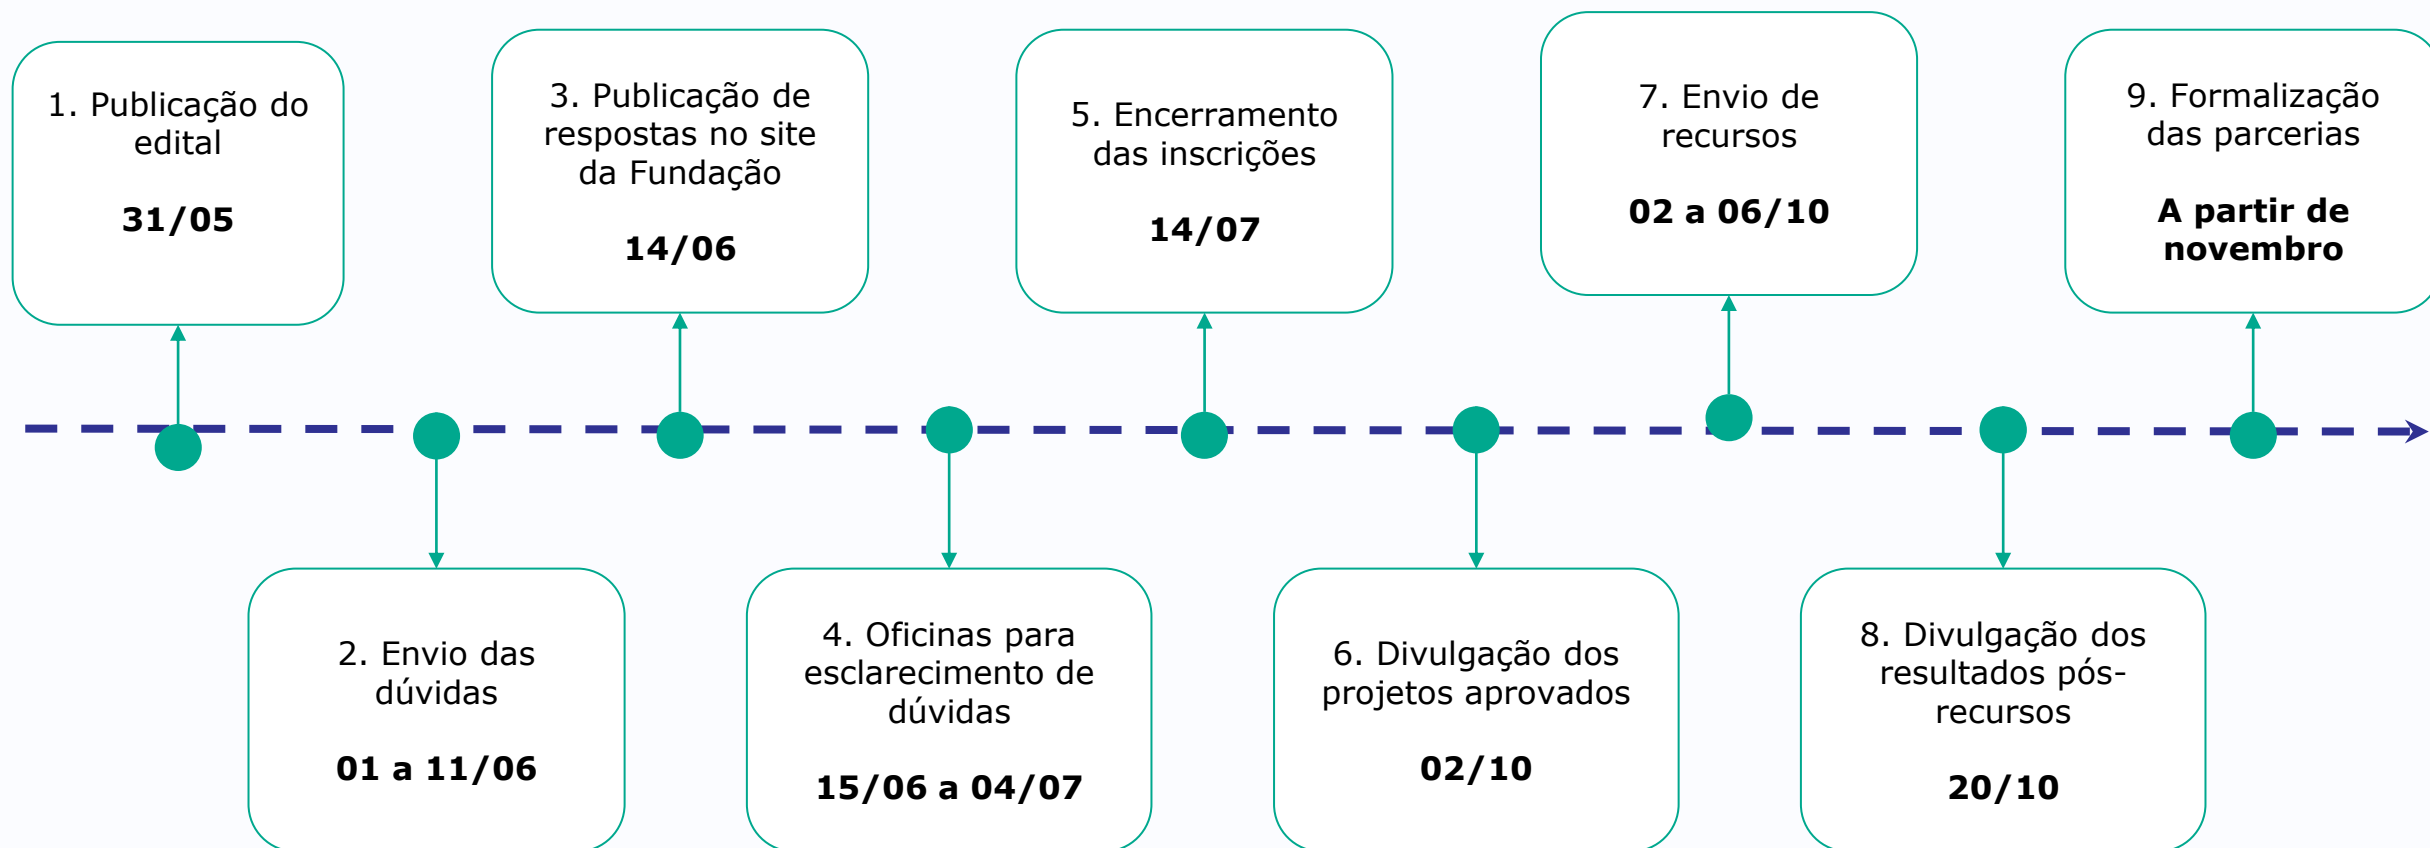 1. Publicação do
edital
31/05
2. Envio das
dúvidas
01 a 11/06
3. Publicação de
respostas no site
da Fundação
14/06
4. Oficinas para
esclarecimento de
dúvidas
15/06 a 04/07
5. Encerramento
das inscrições
14/07
6. Divulgação dos
projetos aprovados
02/10
7. Envio de
recursos
02 a 06/10
8. Divulgação dos
resultados pós-
recursos
20/10
9. Formalização
das parcerias
A partir de
novembro